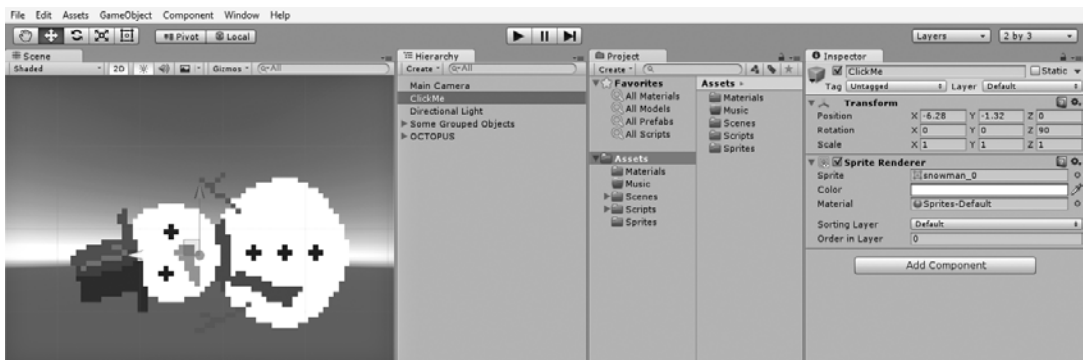 File Edit Assets GameObject Component Window Help
Pivot Local
Layers 2 by 3
Scene
Shaded 2D Gizmos All
Hierarchy
Create All
Main Camera
ClickMe
Directional Light
Some Grouped Objects
OCTOPUS
Project
Create
Favorites
All Materials
All Models
All Prefabs
All Scripts
Assets
Materials
Music
Scenes
Scripts
Sprites
Assets
Materials
Music
Scenes
Scripts
Sprites
Inspector
ClickMe Static
Tag Untagged Layer Default
Transform
Position X -6.28 Y -1.32 Z 0
Rotation X 0 Y 0 Z 90
Scale X 1 Y 1 Z 1
Sprite Renderer
Sprite snowman_0
Color
Material Sprites-Default
Sorting Layer Default
Order in Layer 0
Add Component